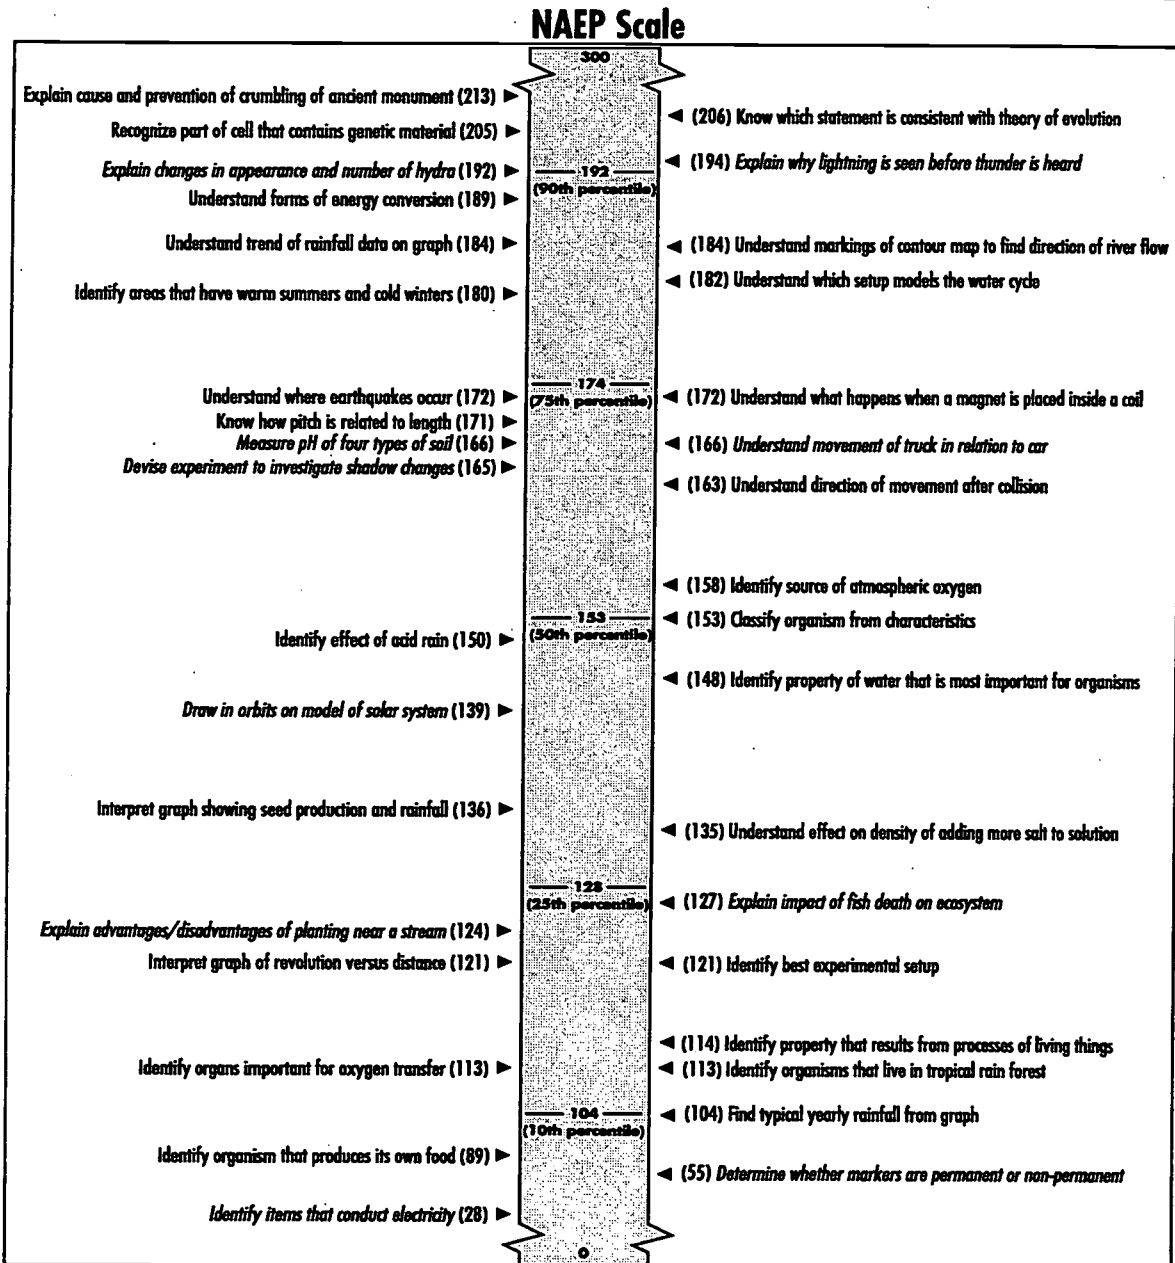 NAEP Scale
300
Explain cause and prevention of crumbling of ancient monument (213) ►
◄ (206) Know which statement is consistent with theory of evolution
Recognize part of cell that contains genetic material (205) ►
◄ (194) Explain why lightning is seen before thunder is heard
Explain changes in appearance and number of hydra (192) ►
192
(90th percentile)
Understand forms of energy conversion (189) ►
Understand trend of rainfall data on graph (184) ►
◄ (184) Understand markings of contour map to find direction of river flow
◄ (182) Understand which setup models the water cycle
Identify areas that have warm summers and cold winters (180) ►
174
(75th percentile)
Understand where earthquakes occur (172) ►
◄ (172) Understand what happens when a magnet is placed inside a coil
Know how pitch is related to length (171) ►
Measure pH of four types of soil (166) ►
◄ (166) Understand movement of truck in relation to car
Devise experiment to investigate shadow changes (165) ►
◄ (163) Understand direction of movement after collision
◄ (158) Identify source of atmospheric oxygen
153
(50th percentile)
◄ (153) Classify organism from characteristics
Identify effect of acid rain (150) ►
◄ (148) Identify property of water that is most important for organisms
Draw in orbits on model of solar system (139) ►
Interpret graph showing seed production and rainfall (136) ►
◄ (135) Understand effect on density of adding more salt to solution
128
(25th percentile)
◄ (127) Explain impact of fish death on ecosystem
Explain advantages/disadvantages of planting near a stream (124) ►
Interpret graph of revolution versus distance (121) ►
◄ (121) Identify best experimental setup
◄ (114) Identify property that results from processes of living things
Identify organs important for oxygen transfer (113) ►
◄ (113) Identify organisms that live in tropical rain forest
104
(10th percentile)
◄ (104) Find typical yearly rainfall from graph
Identify organism that produces its own food (89) ►
◄ (55) Determine whether markers are permanent or non-permanent
Identify items that conduct electricity (28) ►
0